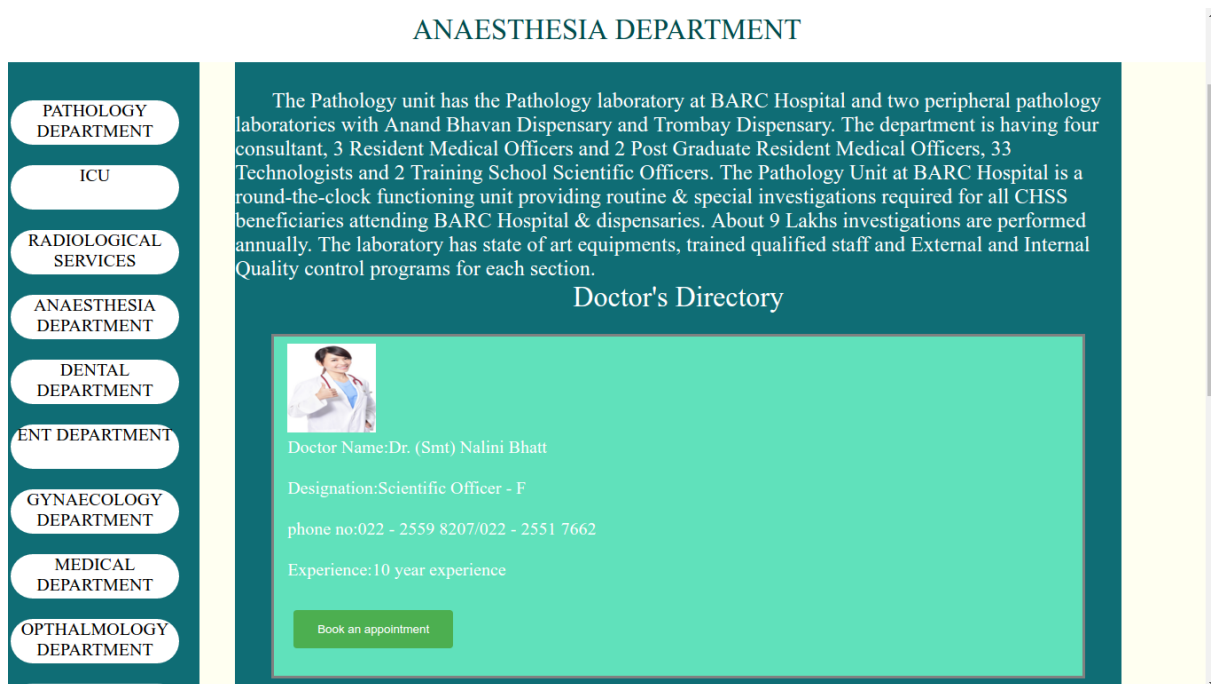 ANAESTHESIA DEPARTMENT
PATHOLOGY
DEPARTMENT
ICU
RADIOLOGICAL
SERVICES
ANAESTHESIA
DEPARTMENT
DENTAL
DEPARTMENT
ENT DEPARTMENT
GYNAECOLOGY
DEPARTMENT
MEDICAL
DEPARTMENT
OPTHALMOLOGY
DEPARTMENT
The Pathology unit has the Pathology laboratory at BARC Hospital and two peripheral pathology
laboratories with Anand Bhavan Dispensary and Trombay Dispensary. The department is having four
consultant, 3 Resident Medical Officers and 2 Post Graduate Resident Medical Officers, 33
Technologists and 2 Training School Scientific Officers. The Pathology Unit at BARC Hospital is a
round-the-clock functioning unit providing routine & special investigations required for all CHSS
beneficiaries attending BARC Hospital & dispensaries. About 9 Lakhs investigations are performed
annually. The laboratory has state of art equipments, trained qualified staff and External and Internal
Quality control programs for each section.
Doctor's Directory
Doctor Name:Dr. (Smt) Nalini Bhatt
Designation:Scientific Officer - F
phone no:022 - 2559 8207/022 - 2551 7662
Experience:10 year experience
Book an appointment